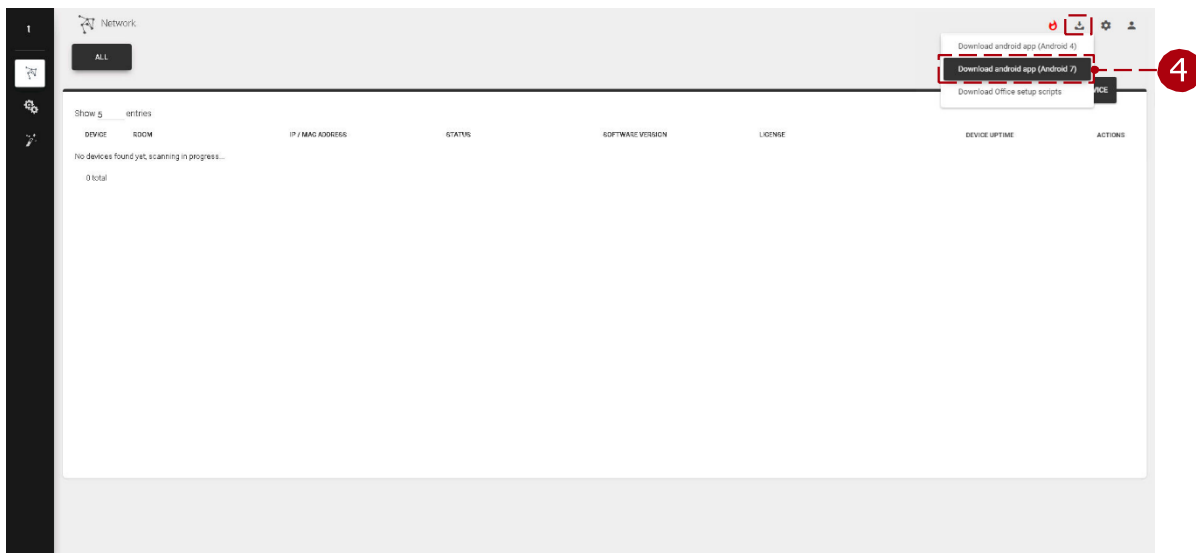 1
Network
ALL
Download android app (Android 4)
Download android app (Android 7)
4
Download Office setup scripts
VICE
Show 5 entries
DEVICE ROOM IP / MAC ADDRESS STATUS SOFTWARE VERSION LICENSE DEVICE UPTIME ACTIONS
No devices found yet, scanning in progress...
0 total